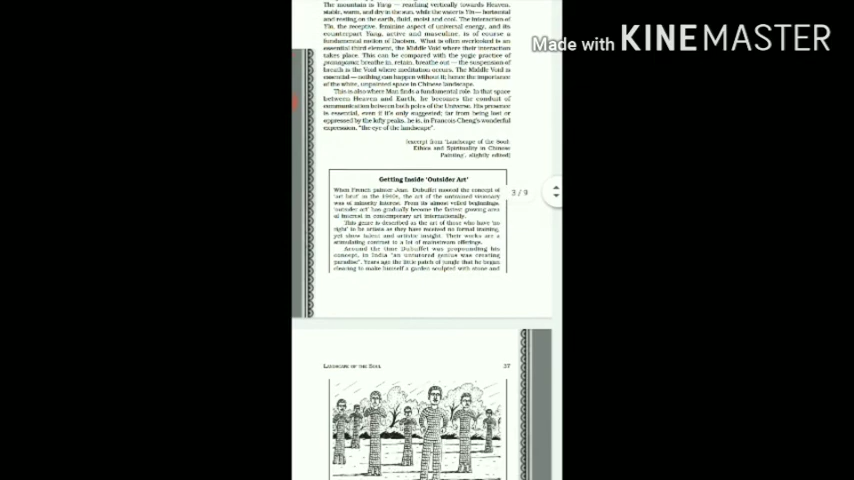 The mountain is Yang — reaching vertically towards Heaven,
stable, warm, and dry in the sun, while the water is Yin— horizontal
and resting on the earth, fluid, moist and cool. The interaction of
Yin, the receptive, feminine aspect of universal energy, and its
counterpart Yang, active and masculine, is of course a
fundamental notion of Daoism. What is often overlooked is an
essential third element, the Middle Void where their interaction
takes place. This can be compared with the yogic practice of
pranayama; breathe in, retain, breathe out — the suspension of
breath is the Void where meditation occurs. The Middle Void is
essential — nothing can happen without it; hence the importance
of the white, unpainted space in Chinese landscape.
This is also where Man finds a fundamental role. In that space
between Heaven and Earth, he becomes the conduit of
communication between both poles of the Universe. His presence
is essential, even if it's only suggested; far from being lost or
oppressed by the lofty peaks, he is, in Francois Cheng's wonderful
expression, "the eye of the landscape".
[excerpt from 'Landscape of the Soul:
Ethics and Spirituality in Chinese
Painting', slightly edited]
Getting Inside 'Outsider Art'
When French painter Jean Dubuffet mooted the concept of
'art brut' in the 1940s, the art of the untrained visionary
was of minority interest. From its almost veiled beginnings,
'outsider art' has gradually become the fastest growing area
of interest in contemporary art internationally.
This genre is described as the art of those who have 'no
right' to be artists as they have received no formal training,
yet show talent and artistic insight. Their works are a
stimulating contrast to a lot of mainstream offerings.
Around the time Dubuffet was propounding his
concept, in India "an untutored genius was creating
paradise". Years ago the little patch of jungle that he began
clearing to make himself a garden sculpted with stone and
LANDSCAPE OF THE SOUL 37
3 / 9
Made with KINEMASTER